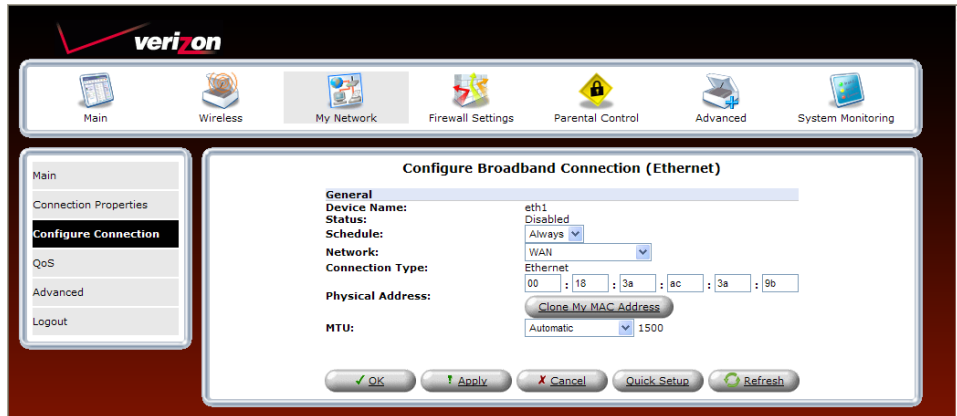 verizon
Main Wireless My Network Firewall Settings Parental Control Advanced System Monitoring
Main
Connection Properties
Configure Connection
QoS
Advanced
Logout
Configure Broadband Connection (Ethernet)
General
Device Name: eth1
Status: Disabled
Schedule: Always
Network: WAN
Connection Type: Ethernet
Physical Address: 00 : 18 : 3a : ac : 3a : 9b
Clone My MAC Address
MTU: Automatic 1500
OK Apply Cancel Quick Setup Refresh